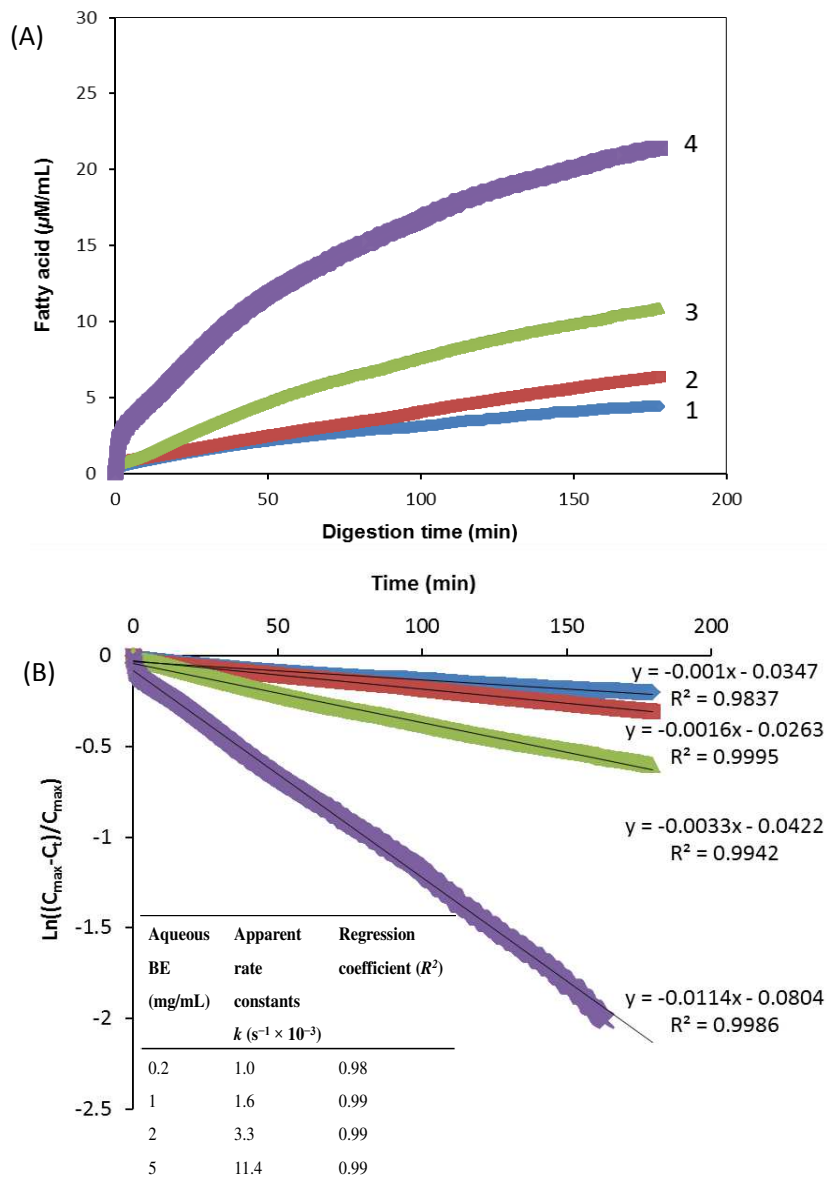 (A)
30
25
20
15
10
5
0
Fatty acid (µM/mL)
4
3
2
1
0 50 100 150 200
Digestion time (min)
Time (min)
0 50 100 150 200
(B)
0
-0.5
-1
-1.5
-2
-2.5
Ln((Cmax-Ct)/Cmax)
y = -0.001x - 0.0347
R² = 0.9837
y = -0.0016x - 0.0263
R² = 0.9995
y = -0.0033x - 0.0422
R² = 0.9942
y = -0.0114x - 0.0804
R² = 0.9986
Aqueous Apparent Regression
BE rate coefficient (R²)
(mg/mL) constants
k (s⁻¹ × 10⁻³)
0.2 1.0 0.98
1 1.6 0.99
2 3.3 0.99
5 11.4 0.99